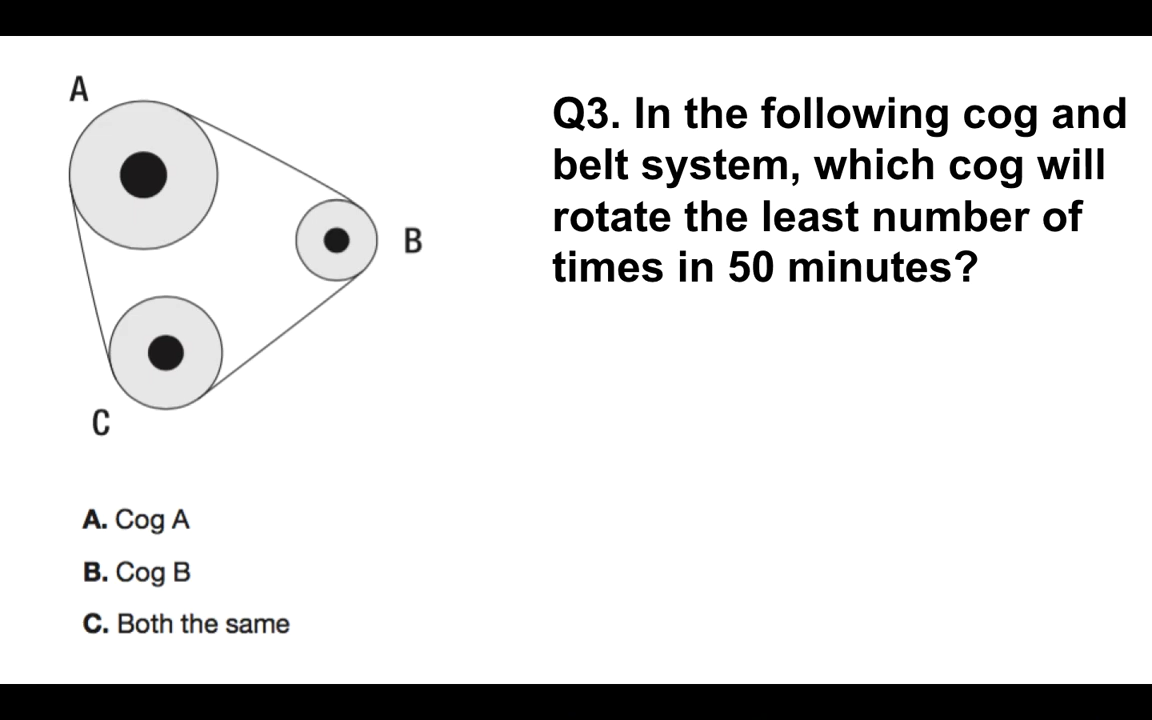 A
B
C
Q3. In the following cog and
belt system, which cog will
rotate the least number of
times in 50 minutes?
A. Cog A
B. Cog B
C. Both the same